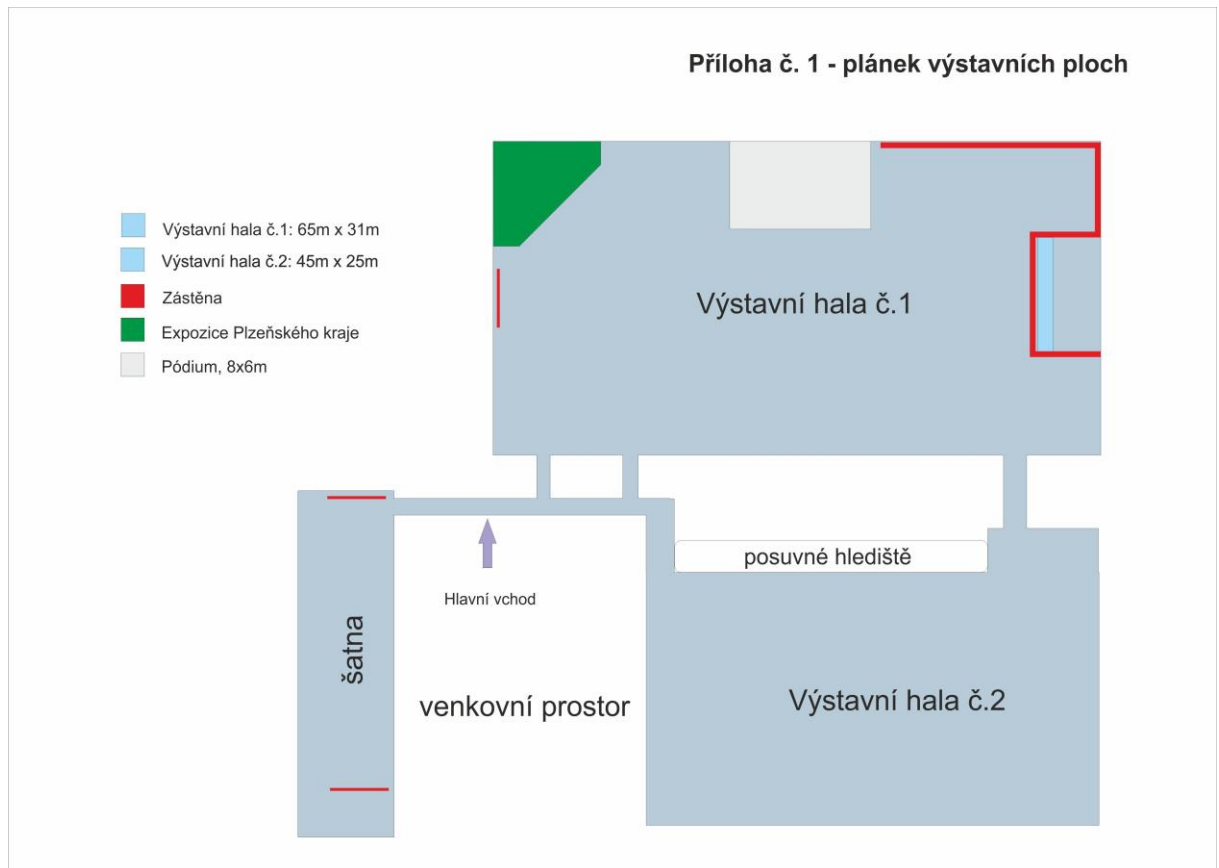 Příloha č. 1 - plánek výstavních ploch
Výstavní hala č.1: 65m x 31m
Výstavní hala č.2: 45m x 25m
Zástěna
Expozice Plzeňského kraje
Pódium, 8x6m
Výstavní hala č.1
posuvné hlediště
Hlavní vchod
šatna
venkovní prostor
Výstavní hala č.2